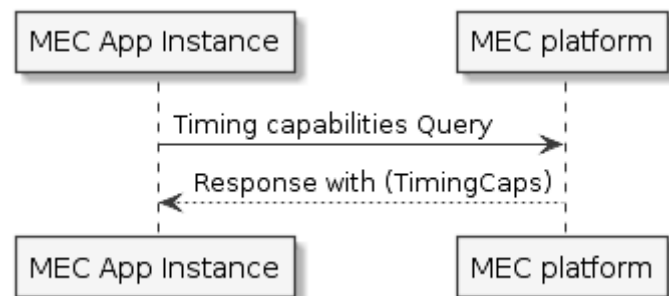 MEC App Instance
MEC platform
Timing capabilities Query
Response with (TimingCaps)
MEC App Instance
MEC platform